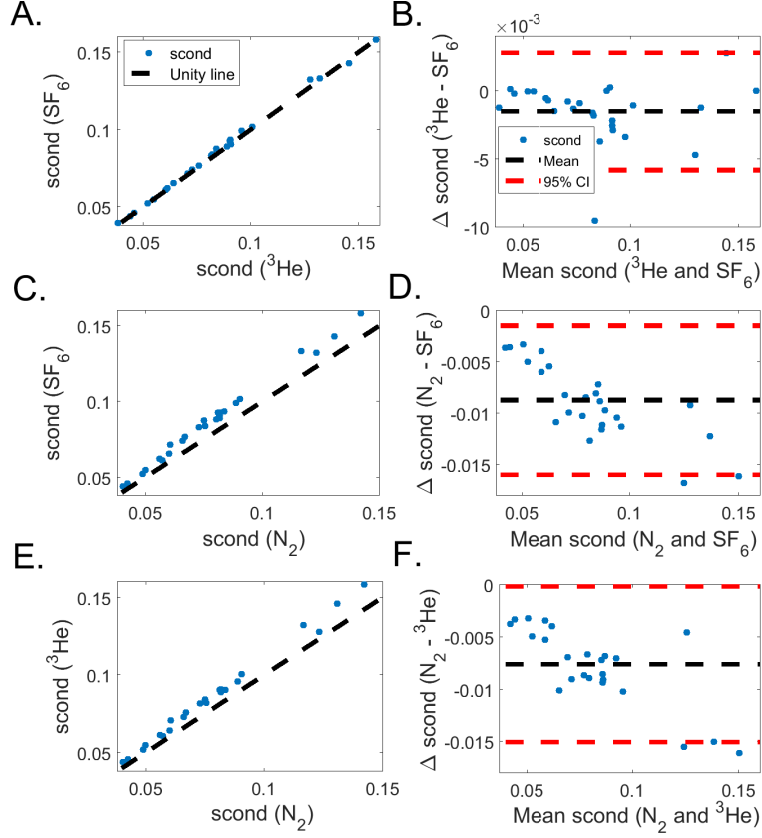 A.
scond (SF6)
0.15
0.1
0.05
scond
Unity line
0.05
0.1
0.15
scond (³He)
B.
×10⁻³
Δ scond (³He - SF6)
0
-5
-10
scond
Mean
95% CI
0.05
0.1
0.15
Mean scond (³He and SF6)
C.
scond (SF6)
0.15
0.1
0.05
0.05
0.1
0.15
scond (N2)
D.
Δ scond (N2 - SF6)
0
-0.005
-0.01
-0.015
0.05
0.1
0.15
Mean scond (N2 and SF6)
E.
scond (³He)
0.15
0.1
0.05
0.05
0.1
0.15
scond (N2)
F.
Δ scond (N2 - ³He)
0
-0.005
-0.01
-0.015
0.05
0.1
0.15
Mean scond (N2 and ³He)